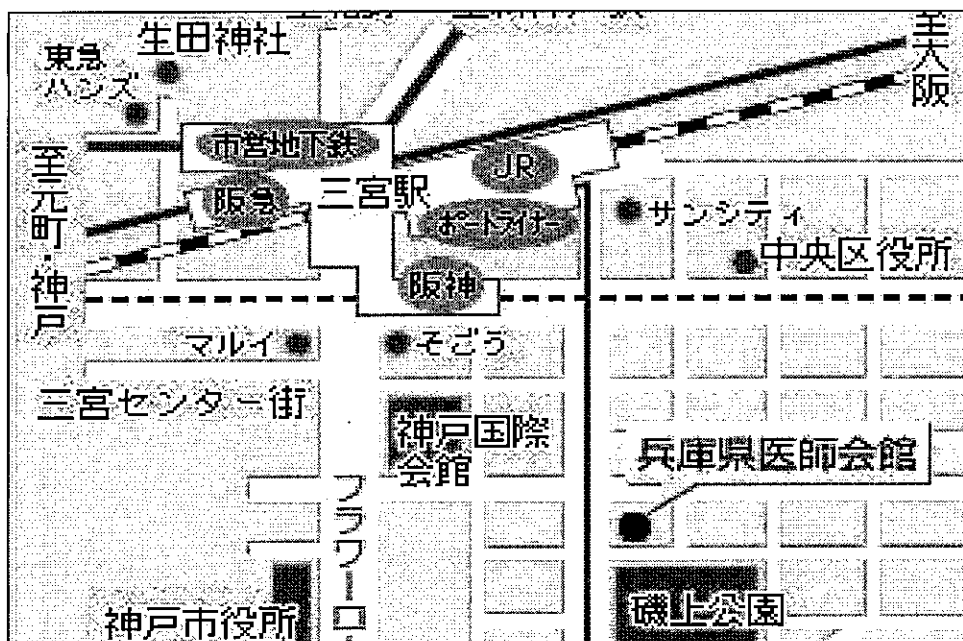 生田神社
東急
ハンズ
至大阪
市営地下鉄
JR
至元町・神戸
阪急
三宮駅
ポートライナー
サンシティ
中央区役所
阪神
マルイ
そごう
三宮センター街
神戸国際
会館
兵庫県医師会館
フラワーロ
神戸市役所
磯上公園